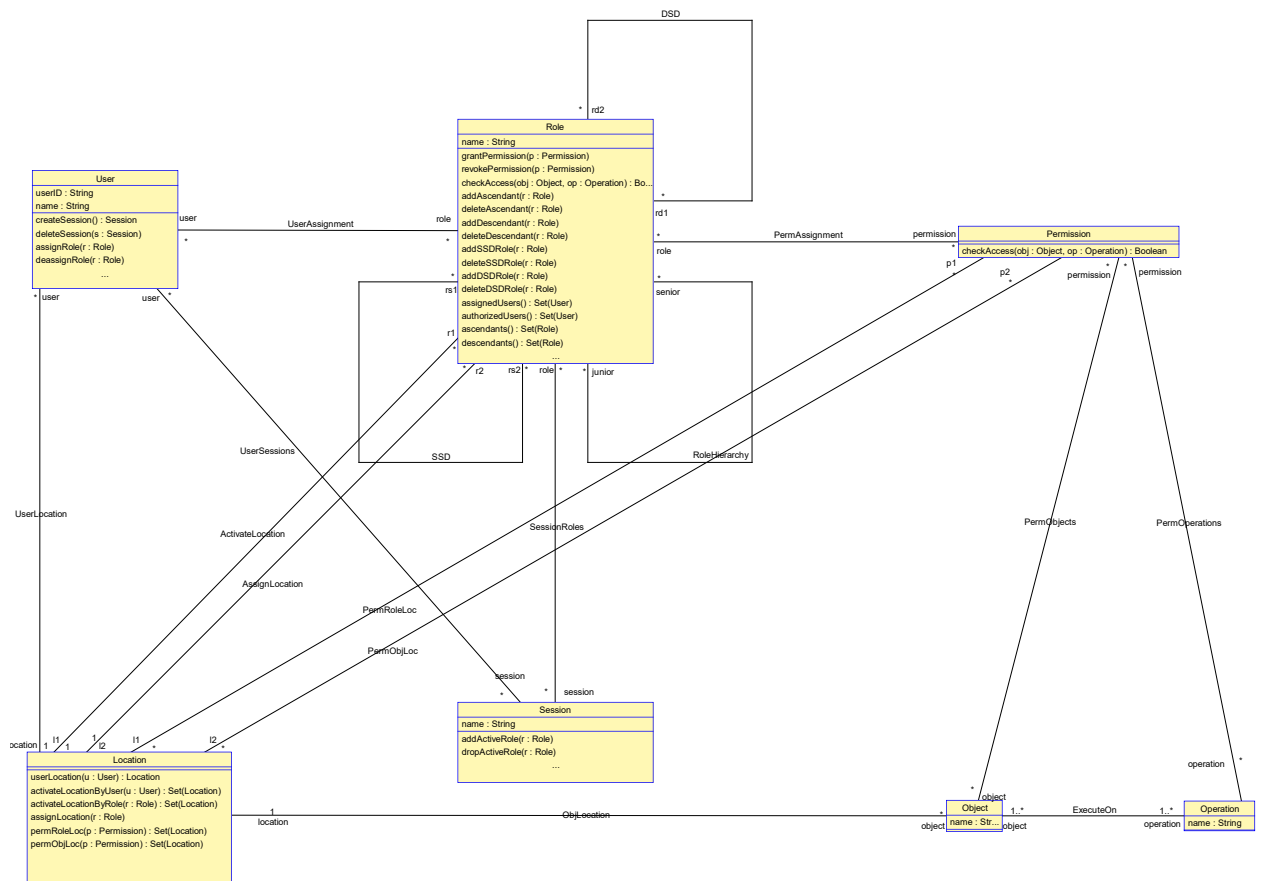 DSD
*
rd2
Role
name : String
grantPermission(p : Permission)
revokePermission(p : Permission)
checkAccess(obj : Object, op : Operation) : Bo...
addAscendant(r : Role)
deleteAscendant(r : Role)
addDescendant(r : Role)
deleteDescendant(r : Role)
addSSDRole(r : Role)
deleteSSDRole(r : Role)
addDSDRole(r : Role)
deleteDSDRole(r : Role)
assignedUsers() : Set(User)
authorizedUsers() : Set(User)
ascendants() : Set(Role)
descendants() : Set(Role)
...
User
userID : String
name : String
createSession() : Session
deleteSession(s : Session)
assignRole(r : Role)
deassignRole(r : Role)
...
user
*
UserAssignment
role
*
*
rd1
*
role
PermAssignment
permission
*
Permission
checkAccess(obj : Object, op : Operation) : Boolean
p1
*
p2
*
permission
*
*
permission
*
rs1
*
senior
* user
user *
r1
*
*
r2
rs2 *
role *
*
junior
SSD
RoleHierarchy
UserSessions
UserLocation
ActivateLocation
SessionRoles
PermObjects
PermOperations
AssignLocation
PermRoleLoc
PermObjLoc
session
*
*
session
Session
name : String
addActiveRole(r : Role)
dropActiveRole(r : Role)
...
ocation
1
l1
1
1
l2
l1
*
l2
*
Location
userLocation(u : User) : Location
activateLocationByUser(u : User) : Set(Location)
activateLocationByRole(r : Role) : Set(Location)
assignLocation(r : Role)
permRoleLoc(p : Permission) : Set(Location)
permObjLoc(p : Permission) : Set(Location)
1
location
ObjLocation
*
object
*
object
Object
name : Str...
1..*
object
ExecuteOn
1..*
operation
operation
*
Operation
name : String